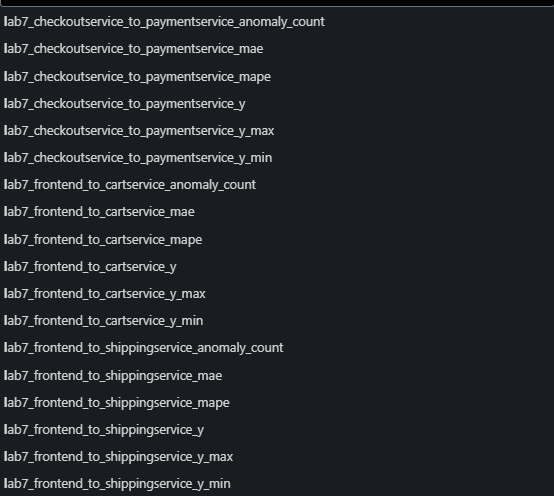 lab7_checkoutservice_to_paymentservice_anomaly_count
lab7_checkoutservice_to_paymentservice_mae
lab7_checkoutservice_to_paymentservice_mape
lab7_checkoutservice_to_paymentservice_y
lab7_checkoutservice_to_paymentservice_y_max
lab7_checkoutservice_to_paymentservice_y_min
lab7_frontend_to_cartservice_anomaly_count
lab7_frontend_to_cartservice_mae
lab7_frontend_to_cartservice_mape
lab7_frontend_to_cartservice_y
lab7_frontend_to_cartservice_y_max
lab7_frontend_to_cartservice_y_min
lab7_frontend_to_shippingservice_anomaly_count
lab7_frontend_to_shippingservice_mae
lab7_frontend_to_shippingservice_mape
lab7_frontend_to_shippingservice_y
lab7_frontend_to_shippingservice_y_max
lab7_frontend_to_shippingservice_y_min